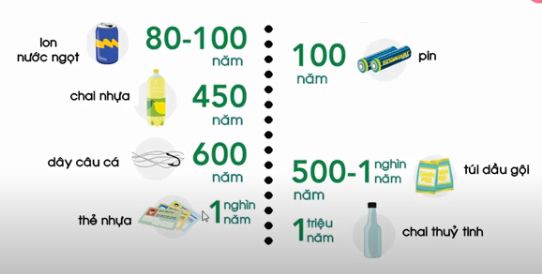 lon
nước ngọt
80-100
năm
chai nhựa
450
năm
dây câu cá
600
năm
thẻ nhựa
1 nghìn
năm
100
năm
pin
500-1 nghìn
năm
năm
túi dầu gội
1 triệu
năm
chai thuỷ tinh